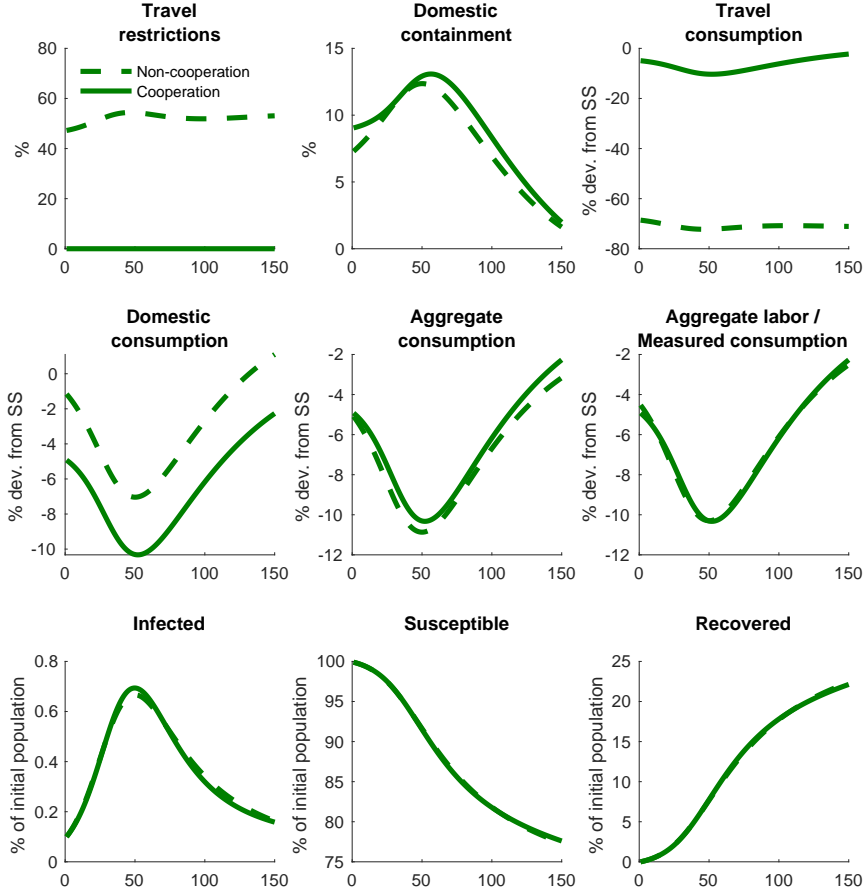 Travel
restrictions
80
60
40
20
0
%
Non-cooperation
Cooperation
0 50 100 150
Domestic
containment
15
10
5
0
%
0 50 100 150
Travel
consumption
0
-20
-40
-60
-80
% dev. from SS
0 50 100 150
Domestic
consumption
0
-2
-4
-6
-8
-10
% dev. from SS
0 50 100 150
Aggregate
consumption
-2
-4
-6
-8
-10
-12
% dev. from SS
0 50 100 150
Aggregate labor /
Measured consumption
-2
-4
-6
-8
-10
-12
% dev. from SS
0 50 100 150
Infected
0.8
0.6
0.4
0.2
0
% of initial population
0 50 100 150
Susceptible
100
95
90
85
80
75
% of initial population
0 50 100 150
Recovered
25
20
15
10
5
0
% of initial population
0 50 100 150